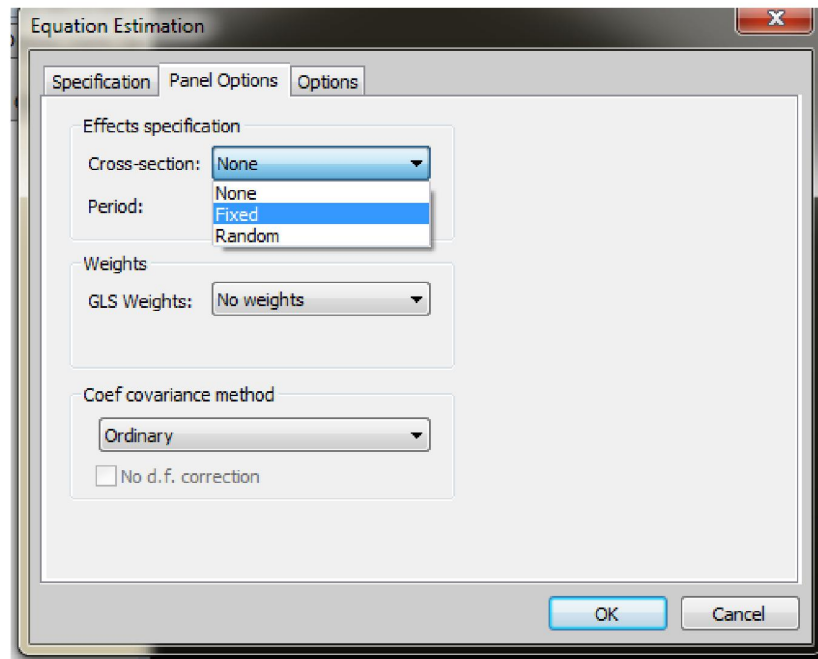 Equation Estimation
x
Specification Panel Options Options
Effects specification
Cross-section: None
None
Period:
Fixed
Random
Weights
GLS Weights: No weights
Coef covariance method
Ordinary
No d.f. correction
OK Cancel